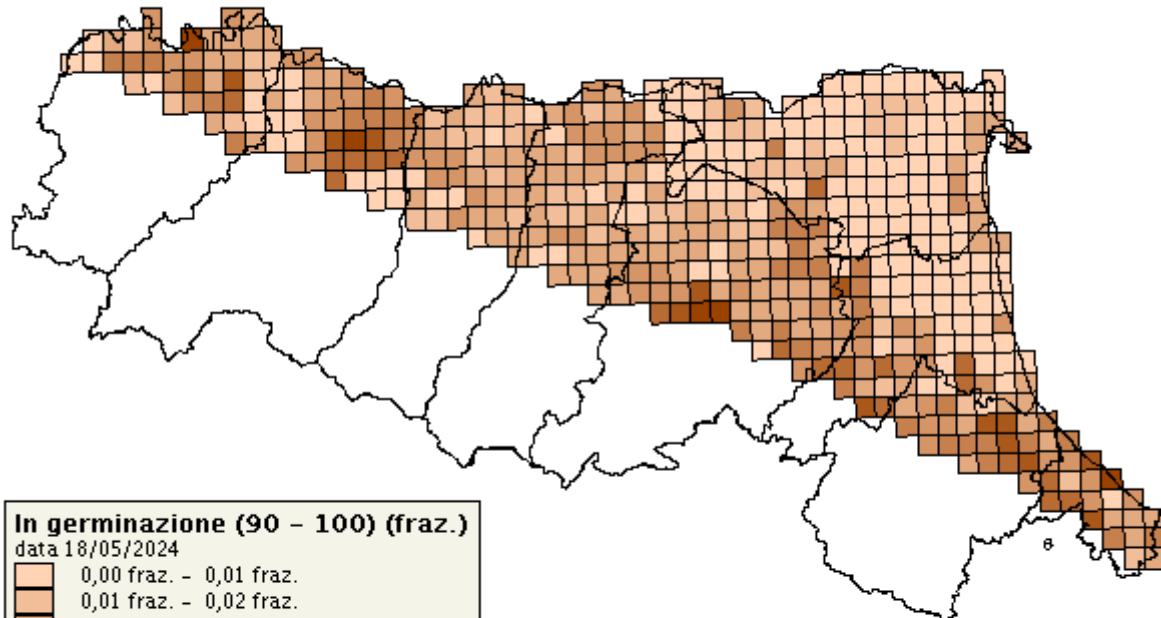 In germinazione (90 - 100) (fraz.)
data 18/05/2024
0,00 fraz. - 0,01 fraz.
0,01 fraz. - 0,02 fraz.